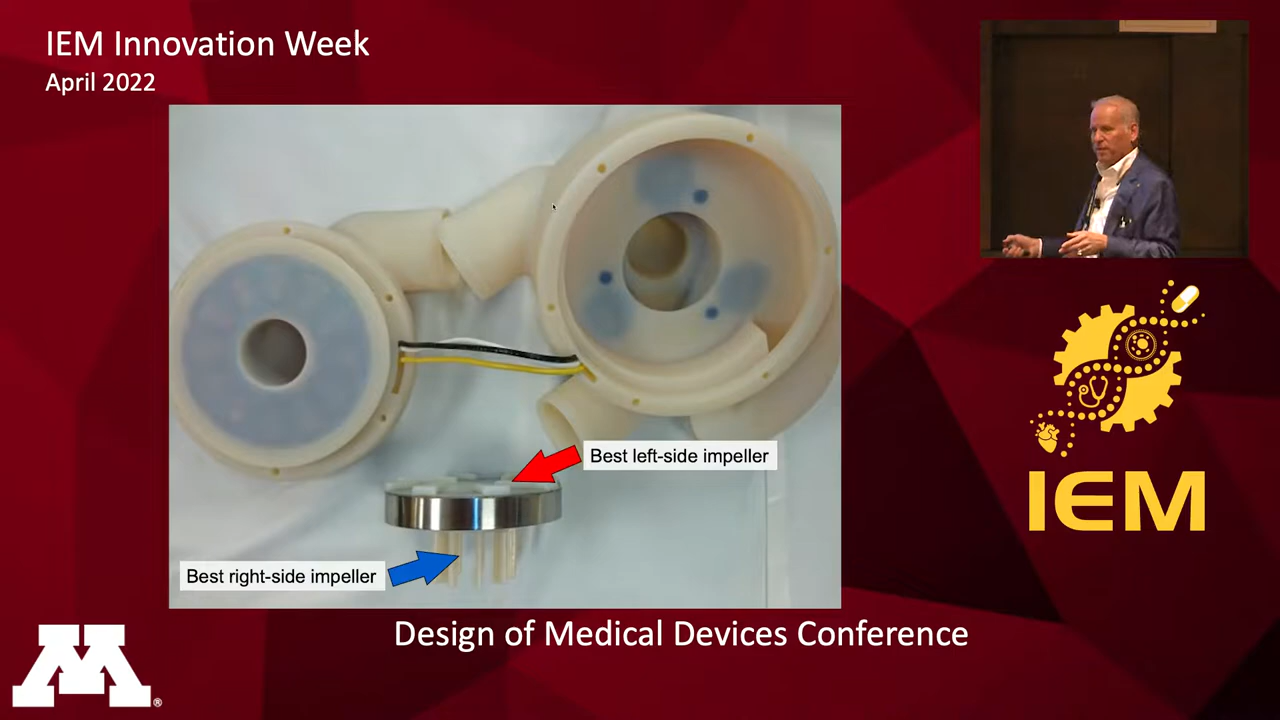 IEM Innovation Week
April 2022
Best left-side impeller
Best right-side impeller
Design of Medical Devices Conference
IEM
M®